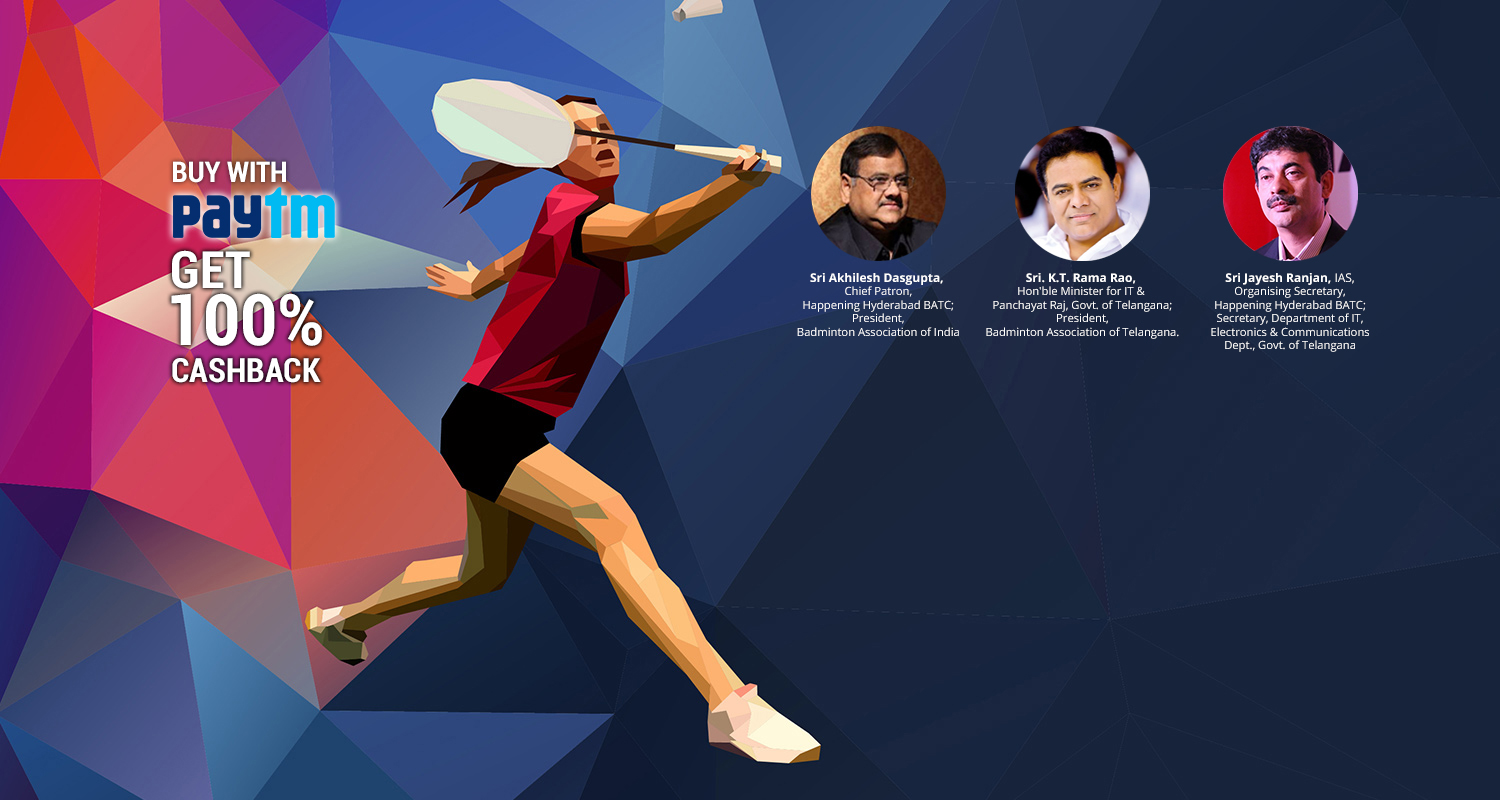 BUY WITH
paytm
GET
100%
CASHBACK
Sri Akhilesh Dasgupta,
Chief Patron,
Happening Hyderabad BATC;
President,
Badminton Association of India
Sri. K.T. Rama Rao,
Hon'ble Minister for IT &
Panchayat Raj, Govt. of Telangana;
President,
Badminton Association of Telangana.
Sri Jayesh Ranjan, IAS,
Organising Secretary,
Happening Hyderabad BATC;
Secretary, Department of IT,
Electronics & Communications
Dept., Govt. of Telangana